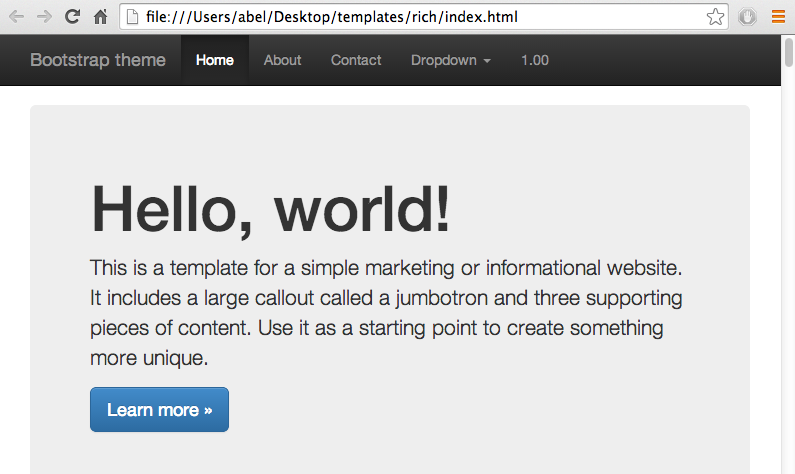 file:///Users/abel/Desktop/templates/rich/index.html
Bootstrap theme Home About Contact Dropdown 1.00
Hello, world!
This is a template for a simple marketing or informational website.
It includes a large callout called a jumbotron and three supporting
pieces of content. Use it as a starting point to create something
more unique.
Learn more »